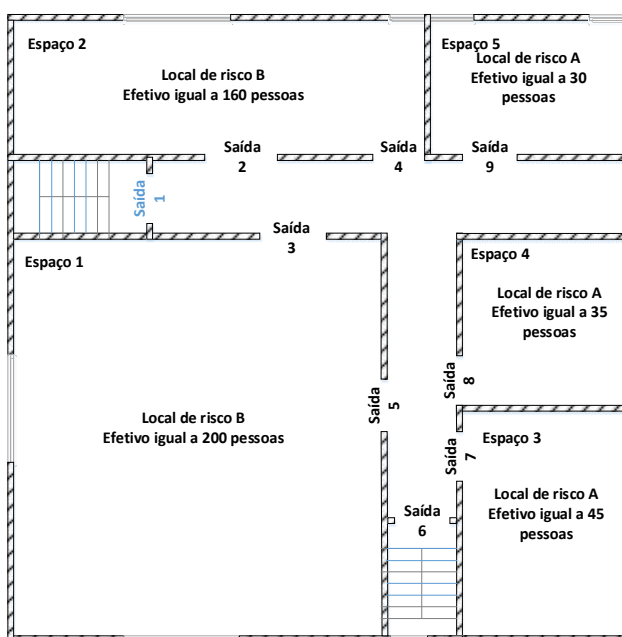 Espaço 2
Local de risco B
Efetivo igual a 160 pessoas
Espaço 5
Local de risco A
Efetivo igual a 30
pessoas
Saída
2
Saída
4
Saída
9
Saída
1
Saída
3
Espaço 1
Espaço 4
Local de risco A
Efetivo igual a 35
pessoas
Saída
5
Saída
8
Local de risco B
Efetivo igual a 200 pessoas
Espaço 3
Saída
7
Local de risco A
Efetivo igual a 45
pessoas
Saída
6